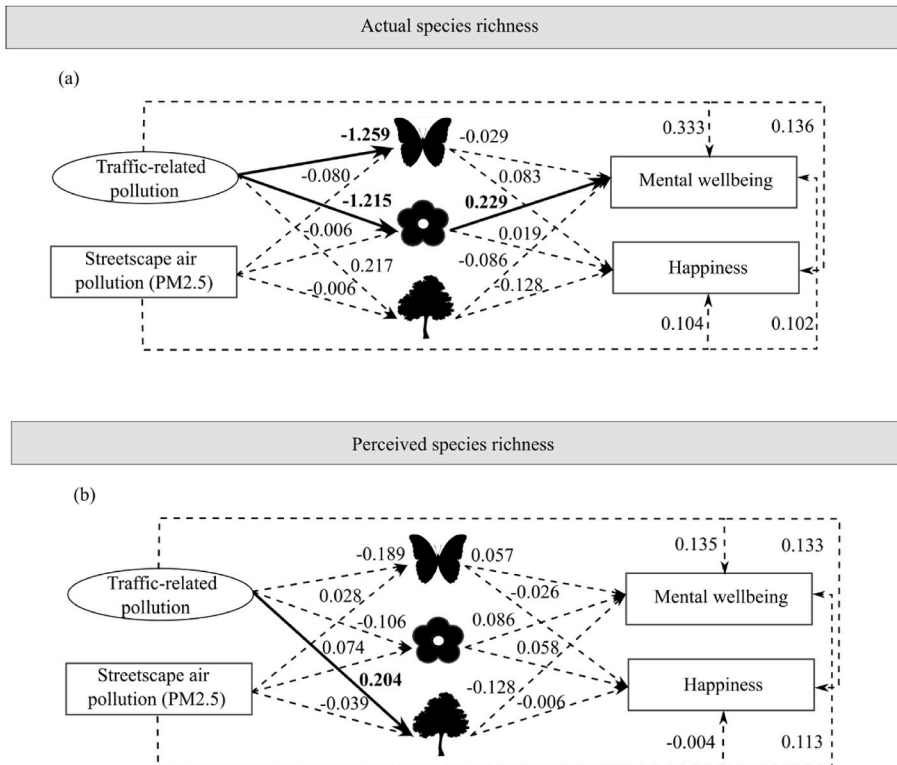 Actual species richness
(a)
-1.259
-0.029
0.333
0.136
Traffic-related
pollution
-0.080
0.083
Mental wellbeing
-1.215
0.229
-0.006
0.019
Streetscape air
pollution (PM2.5)
0.217
-0.086
Happiness
-0.006
-0.128
0.104
0.102
Perceived species richness
(b)
-0.189
0.057
0.135
0.133
Traffic-related
pollution
0.028
-0.026
Mental wellbeing
-0.106
0.086
0.074
0.058
Streetscape air
pollution (PM2.5)
0.204
-0.128
Happiness
-0.039
-0.006
-0.004
0.113